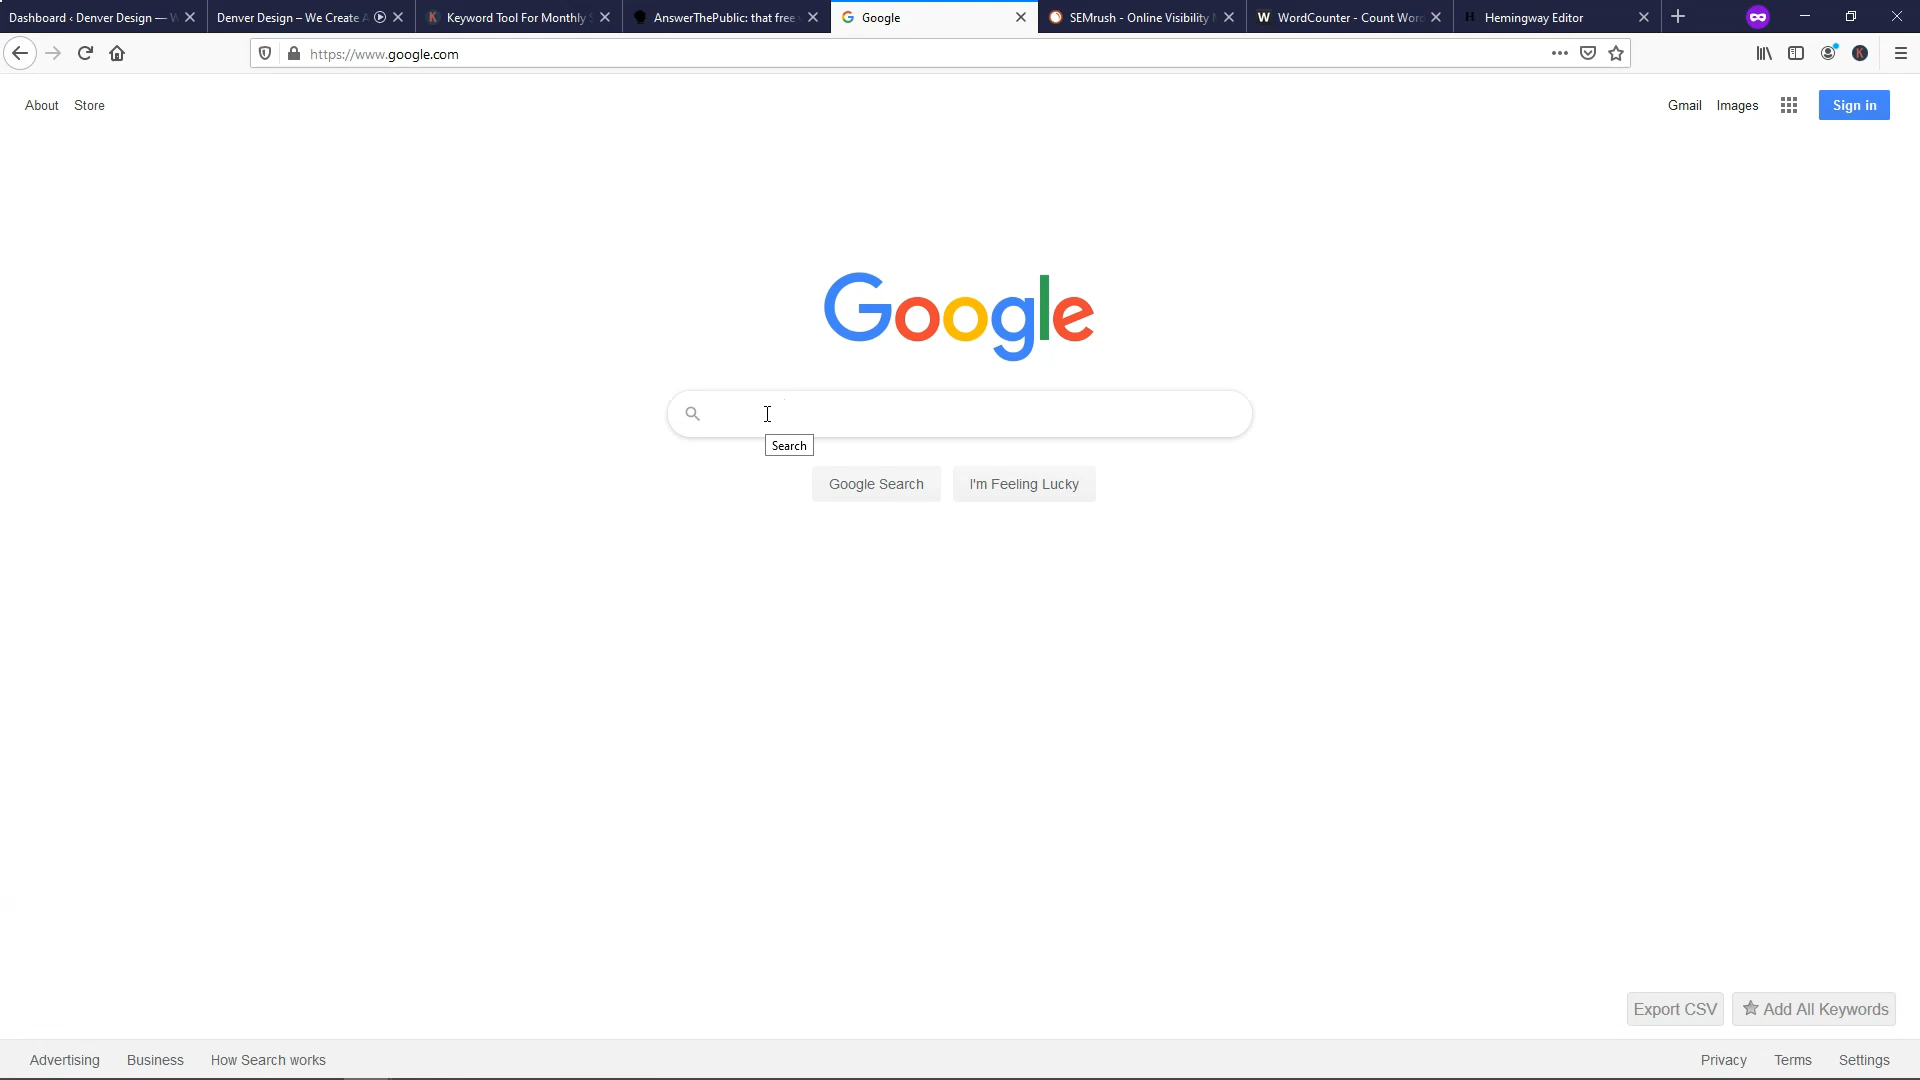 Dashboard ‹ Denver Design — W
Denver Design – We Create A
Keyword Tool For Monthly S
AnswerThePublic: that free v
Google
SEMrush - Online Visibility M
WordCounter - Count Word
Hemingway Editor
https://www.google.com
About Store
Gmail Images Sign in
Google
Search
Google Search I'm Feeling Lucky
Export CSV Add All Keywords
Advertising Business How Search works
Privacy Terms Settings